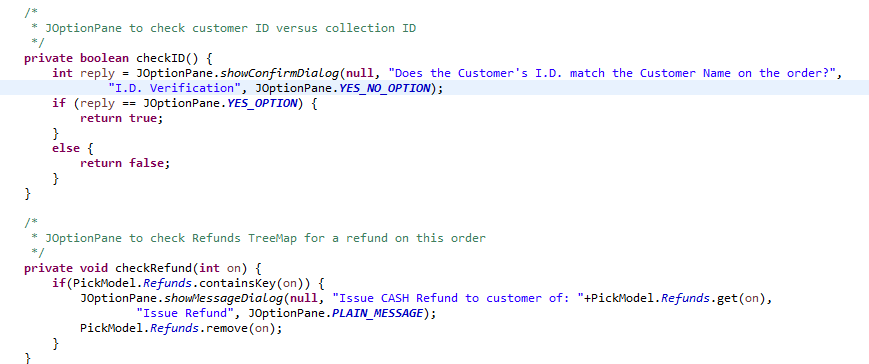 /*
 * JOptionPane to check customer ID versus collection ID
 */
private boolean checkID() {
    int reply = JOptionPane.showConfirmDialog(null, "Does the Customer's I.D. match the Customer Name on the order?",
            "I.D. Verification", JOptionPane.YES_NO_OPTION);
    if (reply == JOptionPane.YES_OPTION) {
        return true;
    }
    else {
        return false;
    }
}

/*
 * JOptionPane to check Refunds TreeMap for a refund on this order
 */
private void checkRefund(int on) {
    if(PickModel.Refunds.containsKey(on)) {
        JOptionPane.showMessageDialog(null, "Issue CASH Refund to customer of: "+PickModel.Refunds.get(on),
                "Issue Refund", JOptionPane.PLAIN_MESSAGE);
        PickModel.Refunds.remove(on);
    }
}